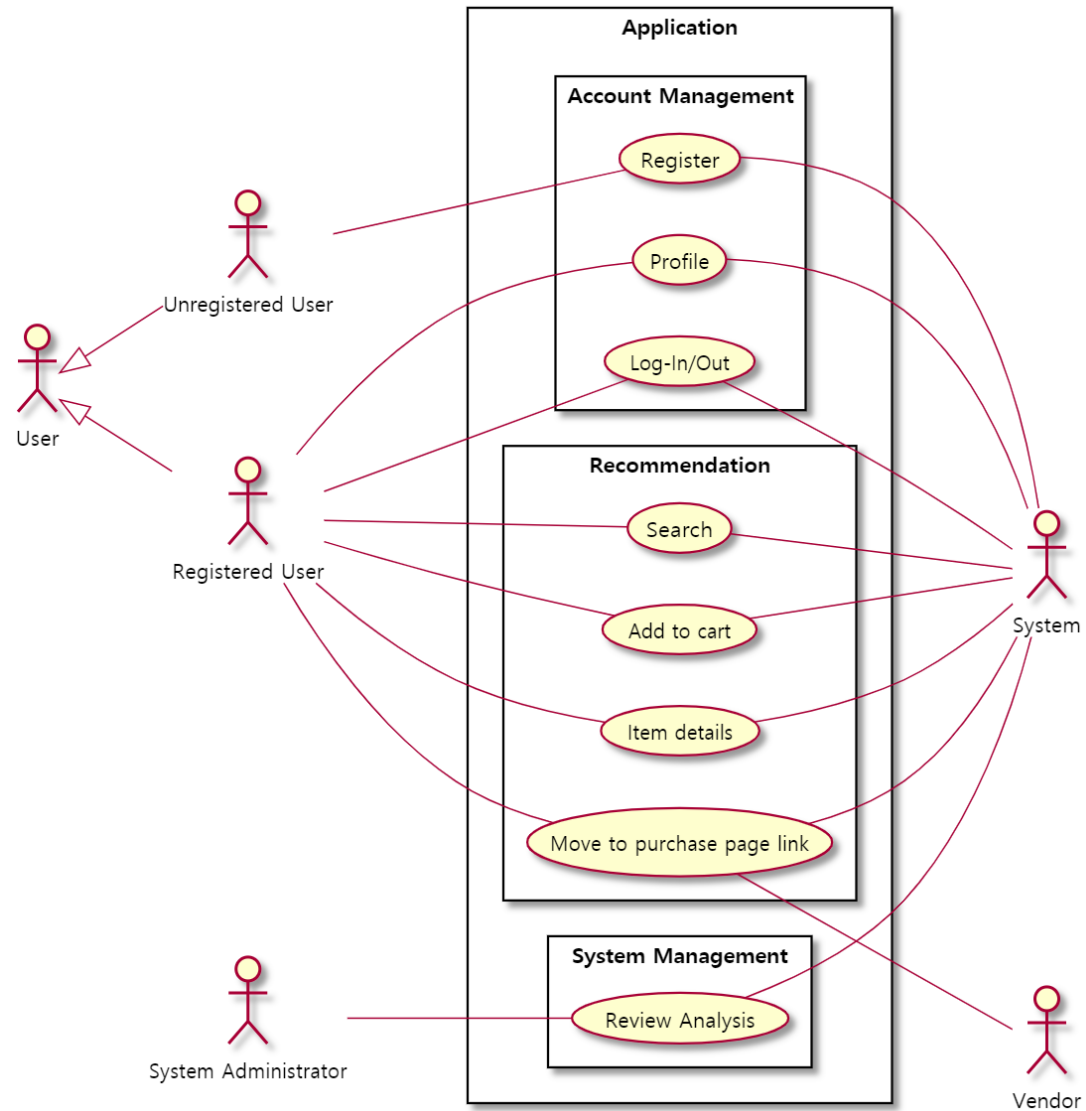 Application
Account Management
Register
Unregistered User
Profile
Log-In/Out
User
Recommendation
Search
Registered User
Add to cart
System
Item details
Move to purchase page link
System Management
Review Analysis
System Administrator
Vendor